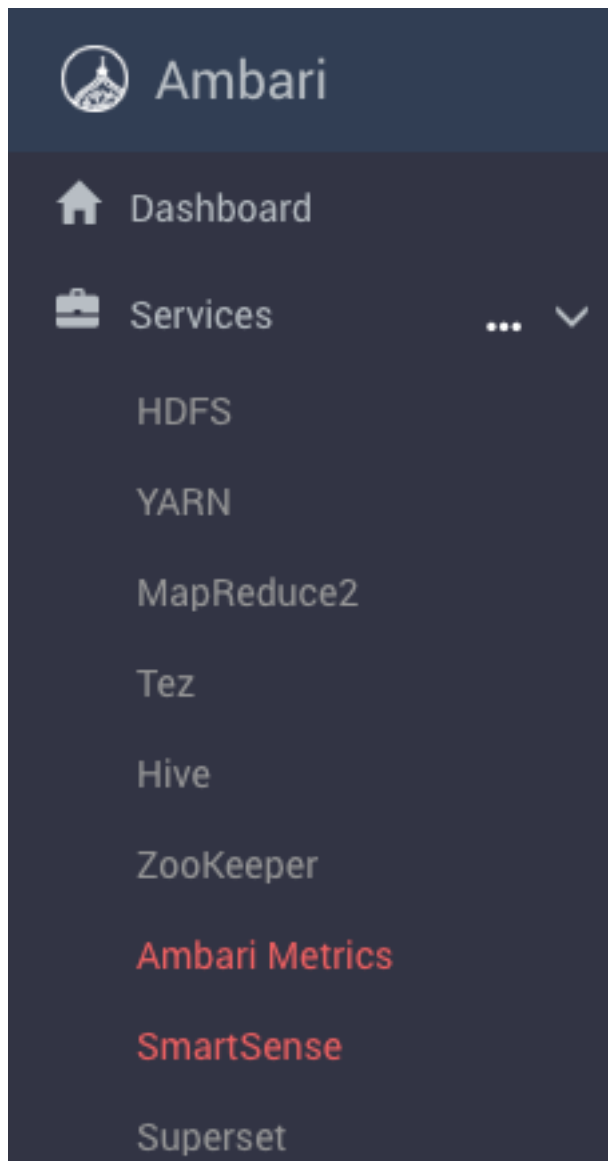 Ambari
Dashboard
Services ...
HDFS
YARN
MapReduce2
Tez
Hive
ZooKeeper
Ambari Metrics
SmartSense
Superset